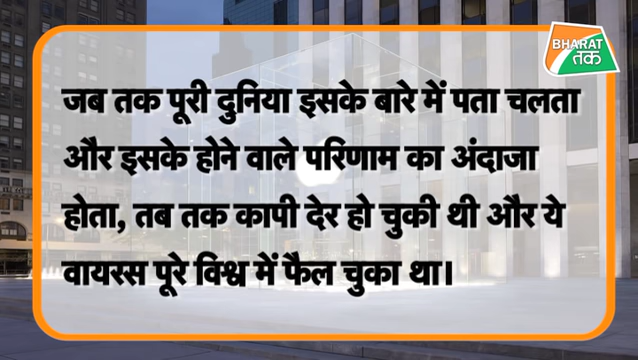 BHARAT
तक
जब तक पूरी दुनिया इसके बारे में पता चलता
और इसके होने वाले परिणाम का अंदाजा
होता, तब तक कापी देर हो चुकी थी और ये
वायरस पूरे विश्व में फैल चुका था।